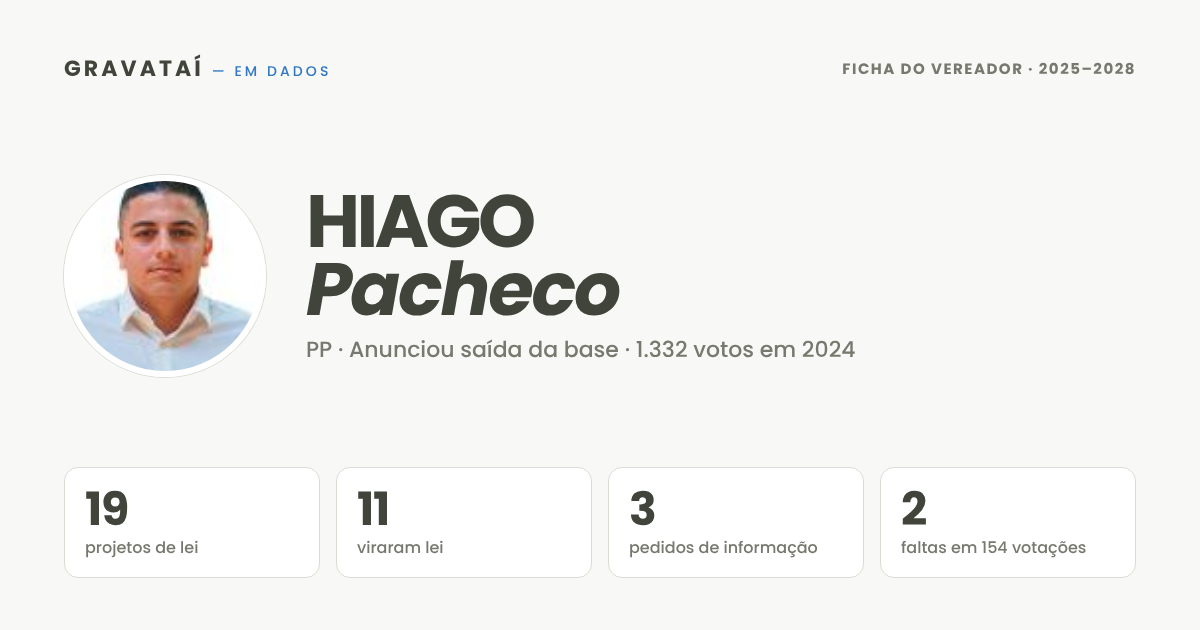 GRAVATAÍ — EM DADOS
FICHA DO VEREADOR · 2025–2028
HIAGO
Pacheco
PP · Anunciou saída da base · 1.332 votos em 2024
19
projetos de lei
11
viraram lei
3
pedidos de informação
2
faltas em 154 votações